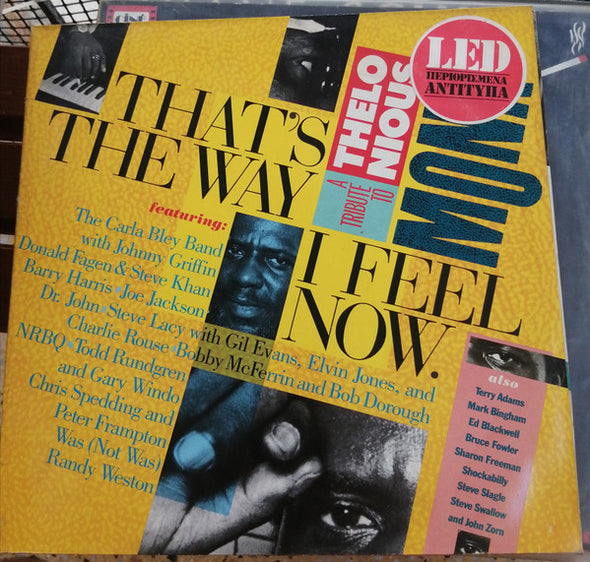 LED
ΠΕΡΙΟΡΙΣΜΕΝΑ
ΑΝΤΙΤΥΠΑ
THAT'S
THE WAY
I FEEL
NOW.
A
TRIBUTE
TO
THELO
NIOUS
MONK
featuring:
The Carla Bley Band
with Johnny Griffin
Donald Fagen & Steve Khan
Barry Harris • Joe Jackson
Dr. John • Steve Lacy with Gil Evans, Elvin Jones, and
Charlie Rouse • Bobby McFerrin and Bob Dorough
NRBQ • Todd Rundgren
and Gary Windo
Chris Spedding and
Peter Frampton
Was (Not Was)
Randy Weston
also
Terry Adams
Mark Bingham
Ed Blackwell
Bruce Fowler
Sharon Freeman
Shockabilly
Steve Slagle
Steve Swallow
and John Zorn